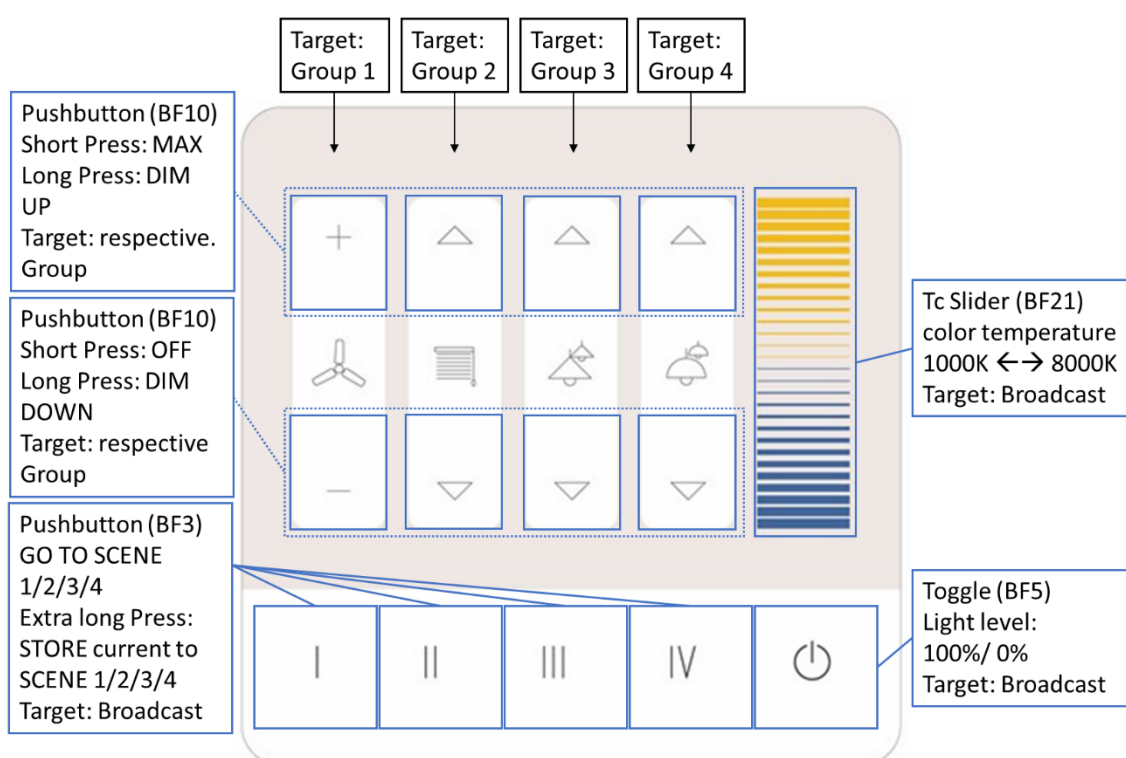 Target:
Group 1
Target:
Group 2
Target:
Group 3
Target:
Group 4
Pushbutton (BF10)
Short Press: MAX
Long Press: DIM
UP
Target: respective.
Group
Pushbutton (BF10)
Short Press: OFF
Long Press: DIM
DOWN
Target: respective
Group
Pushbutton (BF3)
GO TO SCENE
1/2/3/4
Extra long Press:
STORE current to
SCENE 1/2/3/4
Target: Broadcast
Tc Slider (BF21)
color temperature
1000K ←→ 8000K
Target: Broadcast
Toggle (BF5)
Light level:
100%/ 0%
Target: Broadcast
I II III IV